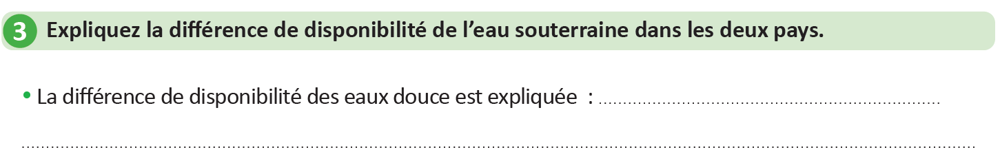 3 Expliquez la différence de disponibilité de l’eau souterraine dans les deux pays.
• La différence de disponibilité des eaux douce est expliquée : ........................................................................
................................................................................................................................................................................................